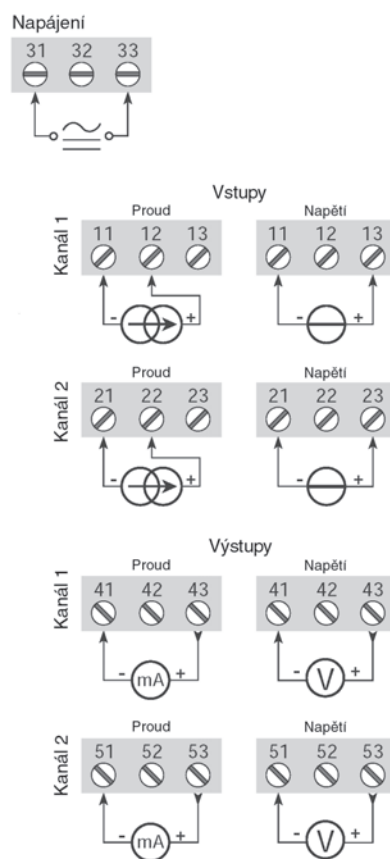 Napájení
31 32 33
Vstupy
Kanál 1
Proud
11 12 13
- +
Napětí
11 12 13
- +
Kanál 2
Proud
21 22 23
- +
Napětí
21 22 23
- +
Výstupy
Kanál 1
Proud
41 42 43
- mA +
Napětí
41 42 43
- V +
Kanál 2
Proud
51 52 53
- mA +
Napětí
51 52 53
- V +